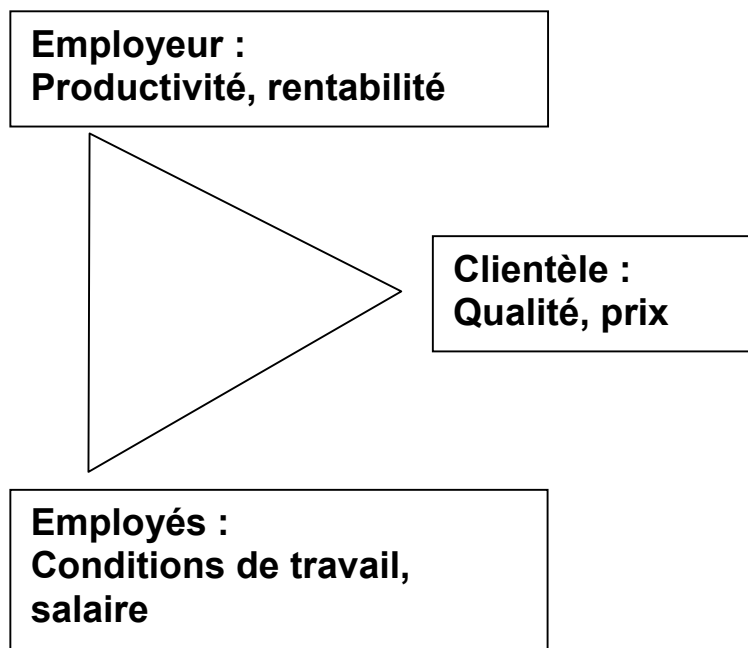 Employeur :
Productivité, rentabilité
Clientèle :
Qualité, prix
Employés :
Conditions de travail,
salaire